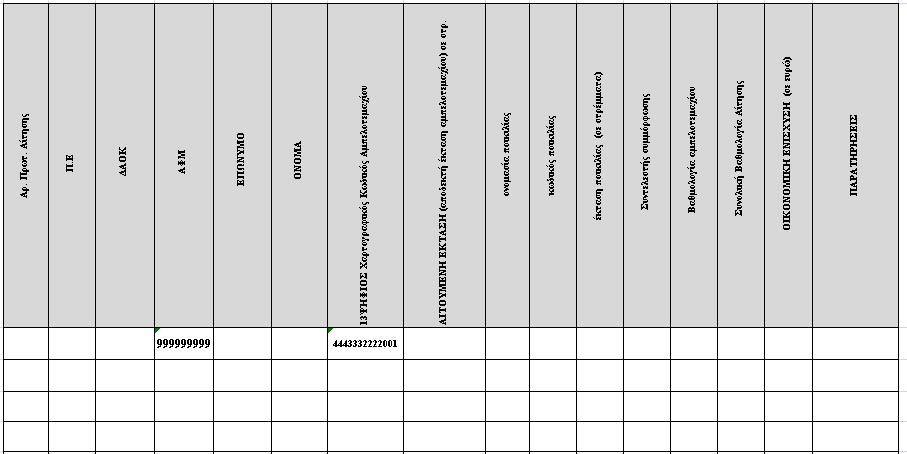 Αρ. Πρωτ. Αίτησης
Π.Ε
ΔΑΟΚ
ΑΦΜ
ΕΠΩΝΥΜΟ
ΟΝΟΜΑ
13ΨΗΦΙΟΣ Χαρτογραφικός Κωδικός Αμπελοτεμαχίου
ΑΙΤΟΥΜΕΝΗ ΕΚΤΑΣΗ (αποδεκτή έκταση αμπελοτεμαχίου) σε στρ.
ονομασία ποικιλίας
κωδικός ποικιλίας
έκταση ποικιλίας (σε στρέμματα)
Συντελεστής συμμόρφωσης
Βαθμολογία αμπελοτεμαχίου
Συνολική Βαθμολογία Αίτησης
ΟΙΚΟΝΟΜΙΚΗ ΕΝΙΣΧΥΣΗ (σε ευρώ)
ΠΑΡΑΤΗΡΗΣΕΙΣ
999999999
4443332222001